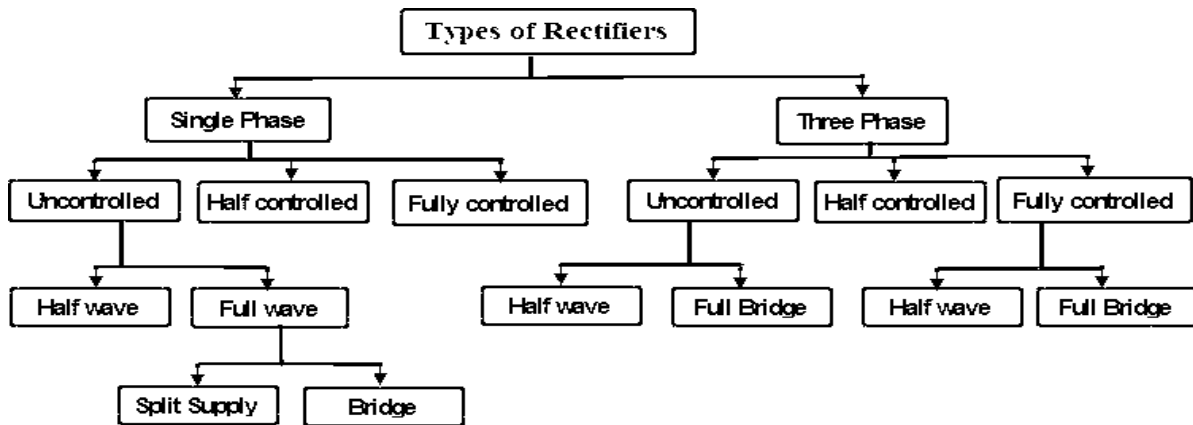 Types of Rectifiers
Single Phase
Three Phase
Uncontrolled
Half controlled
Fully controlled
Uncontrolled
Half controlled
Fully controlled
Half wave
Full wave
Half wave
Full Bridge
Half wave
Full Bridge
Split Supply
Bridge